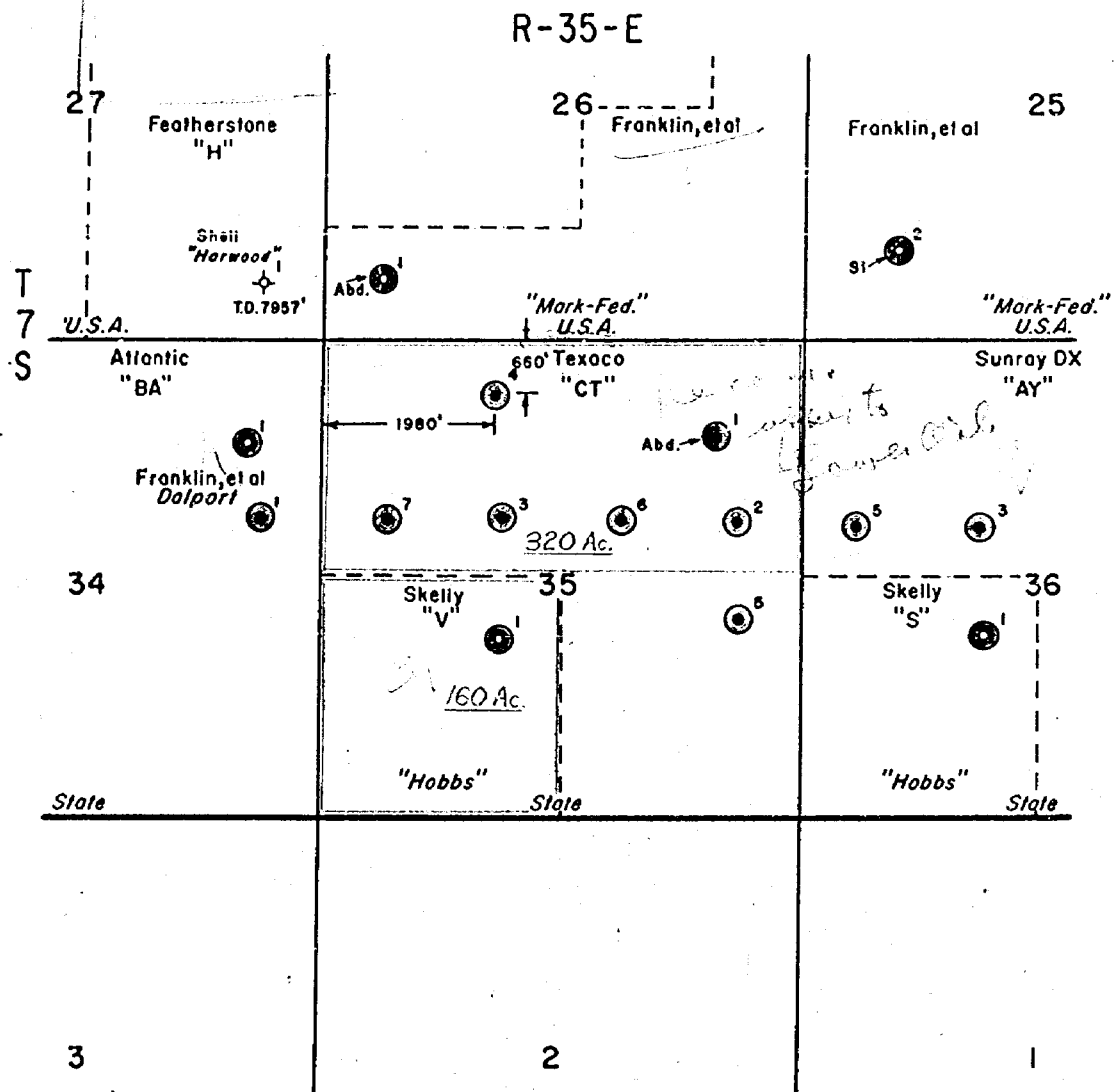 R-35-E
27
26
25
Featherstone
"H"
Franklin, et al
Franklin, et al
Shell
"Harwood"
1
T.D. 7957'
Abd.
1
2
SI
T
7
S
U.S.A.
"Mark-Fed."
U.S.A.
"Mark-Fed."
U.S.A.
Atlantic
"BA"
660'
Texaco
"CT"
Sunray DX
"AY"
4
1980'
1
Abd.
1
Franklin, et al
Dalport
1
7
3
6
2
5
3
320 Ac.
34
35
36
Skelly
"V"
Skelly
"S"
1
5
1
160 Ac.
"Hobbs"
"Hobbs"
State
State
State
3
2
1